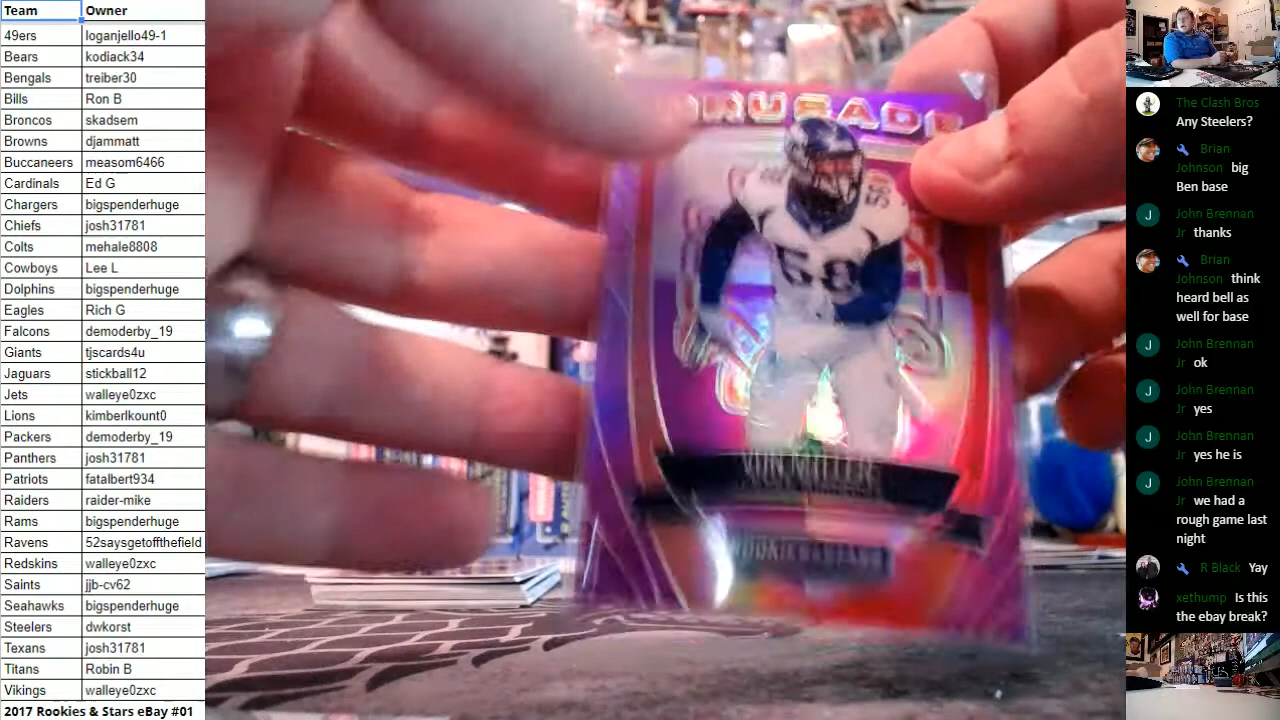 Team Owner
49ers loganjello49-1
Bears kodiack34
Bengals treiber30
Bills Ron B
Broncos skadsem
Browns djammatt
Buccaneers measom6466
Cardinals Ed G
Chargers bigspenderhuge
Chiefs josh31781
Colts mehale8808
Cowboys Lee L
Dolphins bigspenderhuge
Eagles Rich G
Falcons demoderby_19
Giants tjscards4u
Jaguars stickball12
Jets walleye0zxc
Lions kimberlkount0
Packers demoderby_19
Panthers josh31781
Patriots fatalbert934
Raiders raider-mike
Rams bigspenderhuge
Ravens 52saysgetoffthefield
Redskins walleye0zxc
Saints jjb-cv62
Seahawks bigspenderhuge
Steelers dwkorst
Texans josh31781
Titans Robin B
Vikings walleye0zxc
2017 Rookies & Stars eBay #01
RUSADE
58
VON MILLER
The Clash Bros
Any Steelers?
Brian
Johnson big
Ben base
John Brennan
Jr thanks
Brian
Johnson think
heard bell as
well for base
John Brennan
Jr ok
John Brennan
Jr yes
John Brennan
Jr yes he is
John Brennan
Jr we had a
rough game last
night
R Black Yay
xethump Is this
the ebay break?